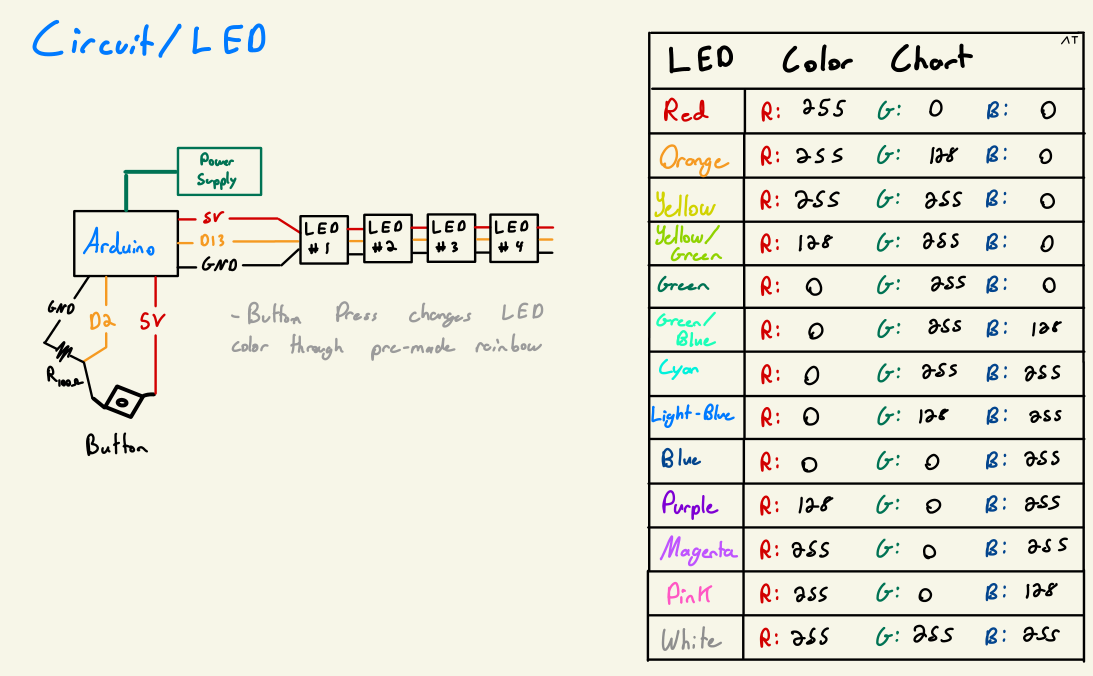 Circuit/LED
Power
Supply
Arduino
5V
D13
GND
LED
#1
LED
#2
LED
#3
LED
#4
GND
D2
5V
R100Ω
Button
- Button Press changes LED
color through pre-made rainbow
ΛT
LED Color Chart
Red R: 255 G: 0 B: 0
Orange R: 255 G: 128 B: 0
Yellow R: 255 G: 255 B: 0
Yellow/
Green R: 128 G: 255 B: 0
Green R: 0 G: 255 B: 0
Green/
Blue R: 0 G: 255 B: 128
Cyan R: 0 G: 255 B: 255
Light-Blue R: 0 G: 128 B: 255
Blue R: 0 G: 0 B: 255
Purple R: 128 G: 0 B: 255
Magenta R: 255 G: 0 B: 255
Pink R: 255 G: 0 B: 128
White R: 255 G: 255 B: 255